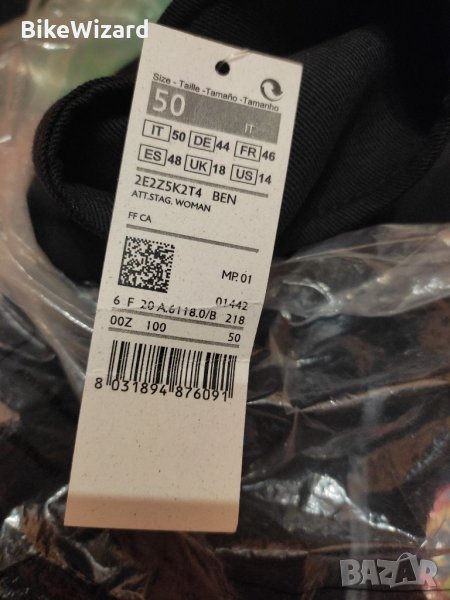 BikeWizard
Size - Taille -Tamaño -Tamanho
50 IT
IT 50 DE 44 FR 46
ES 48 UK 18 US 14
2E2Z5K2T4 BEN
ATT.STAG. WOMAN
FF CA
MP. 01
01442
6 F 20 A.6118.0/B 218
00Z 100 50
8 031894 876091
BAZAR